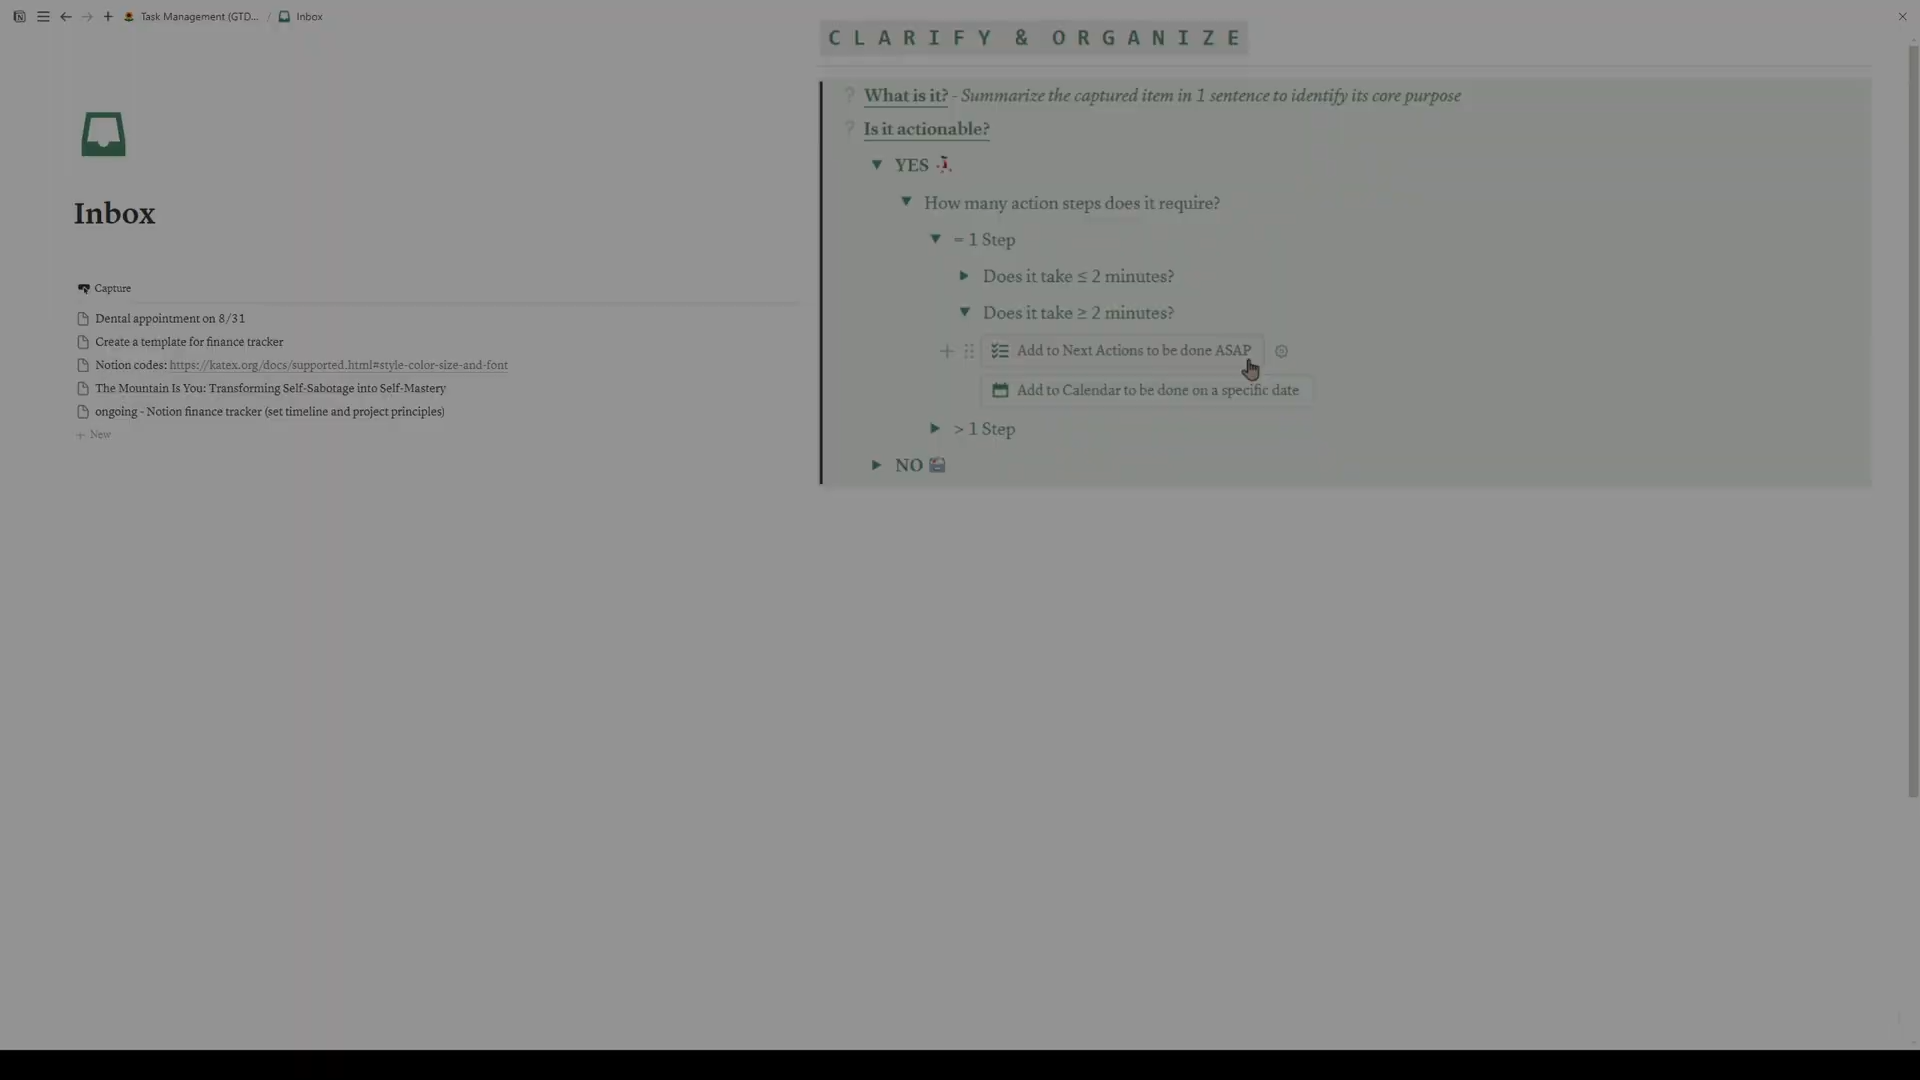 Task Management (GTD... / Inbox
Inbox
Capture
Dental appointment on 8/31
Create a template for finance tracker
Notion codes: https://katex.org/docs/supported.html#style-color-size-and-font
The Mountain Is You: Transforming Self-Sabotage into Self-Mastery
ongoing - Notion finance tracker (set timeline and project principles)
+ New
CLARIFY & ORGANIZE
? What is it? - Summarize the captured item in 1 sentence to identify its core purpose
? Is it actionable?
YES
How many action steps does it require?
= 1 Step
Does it take ≤ 2 minutes?
Does it take ≥ 2 minutes?
Add to Next Actions to be done ASAP
Add to Calendar to be done on a specific date
> 1 Step
NO